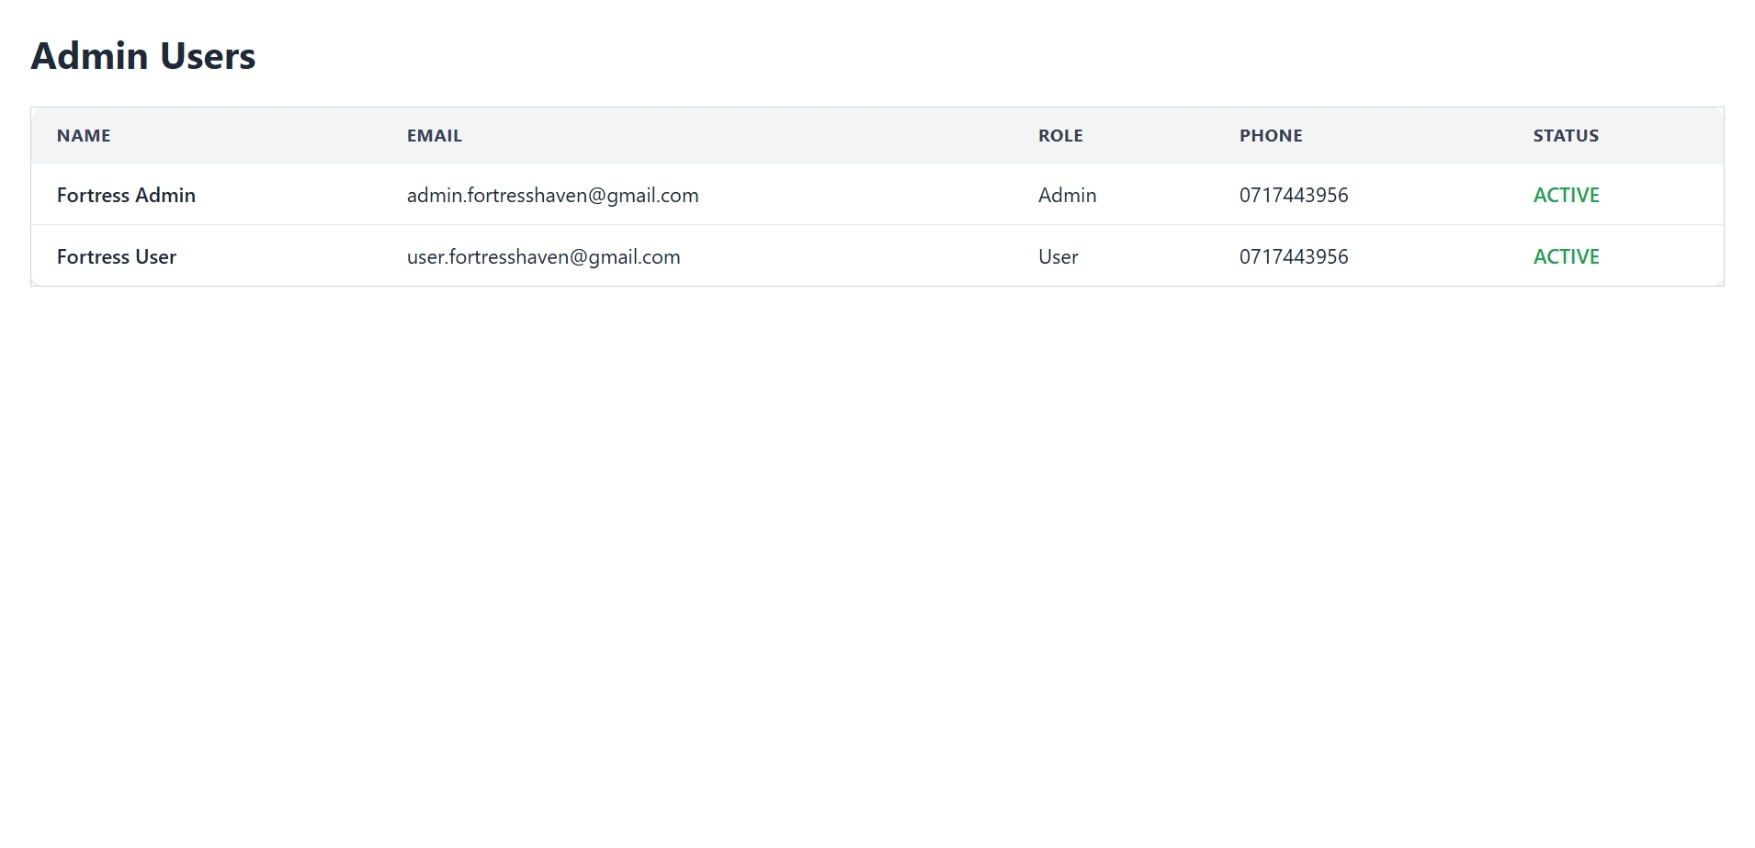 Admin Users
NAME EMAIL ROLE PHONE STATUS
Fortress Admin admin.fortresshaven@gmail.com Admin 0717443956 ACTIVE
Fortress User user.fortresshaven@gmail.com User 0717443956 ACTIVE